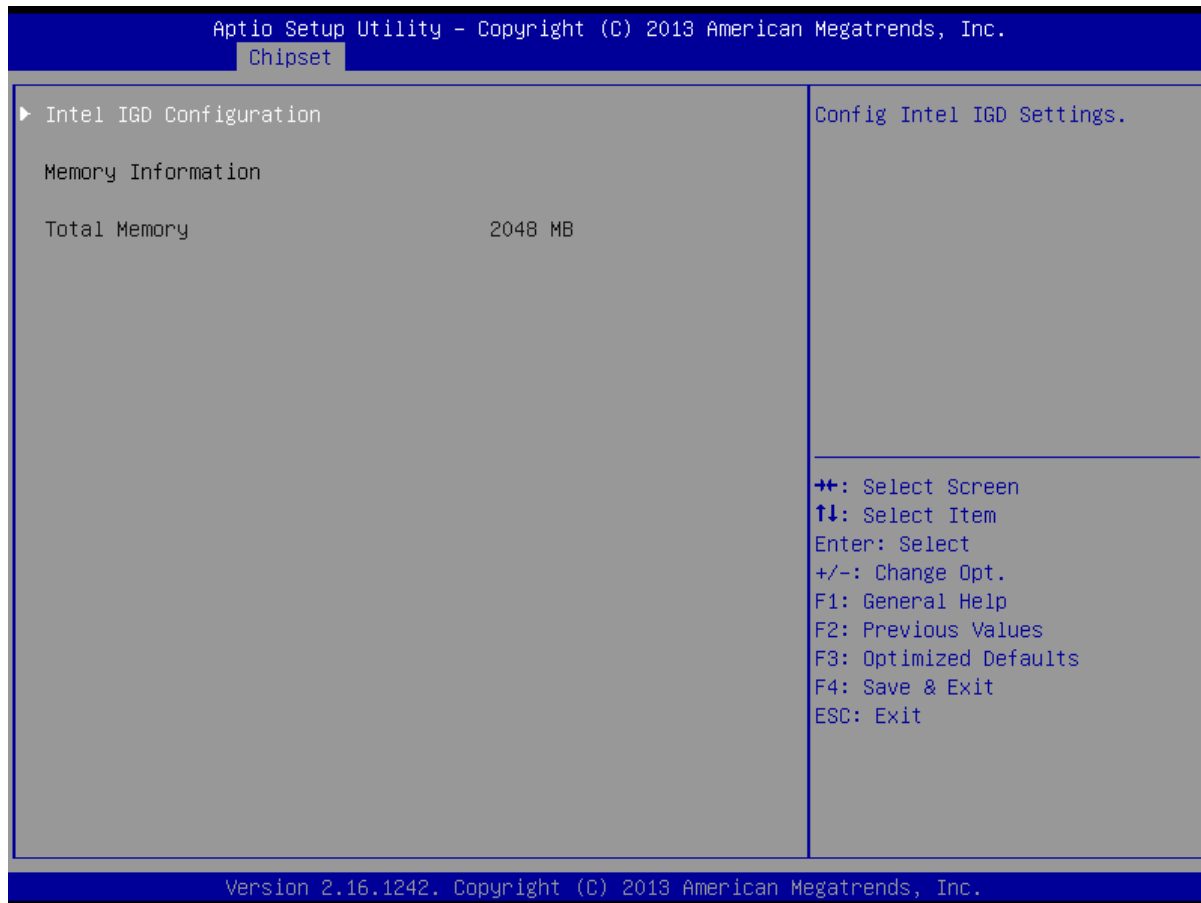 Aptio Setup Utility – Copyright (C) 2013 American Megatrends, Inc.
Chipset
▶ Intel IGD Configuration
Memory Information
Total Memory 2048 MB
Config Intel IGD Settings.
→←: Select Screen
↑↓: Select Item
Enter: Select
+/-: Change Opt.
F1: General Help
F2: Previous Values
F3: Optimized Defaults
F4: Save & Exit
ESC: Exit
Version 2.16.1242. Copyright (C) 2013 American Megatrends, Inc.